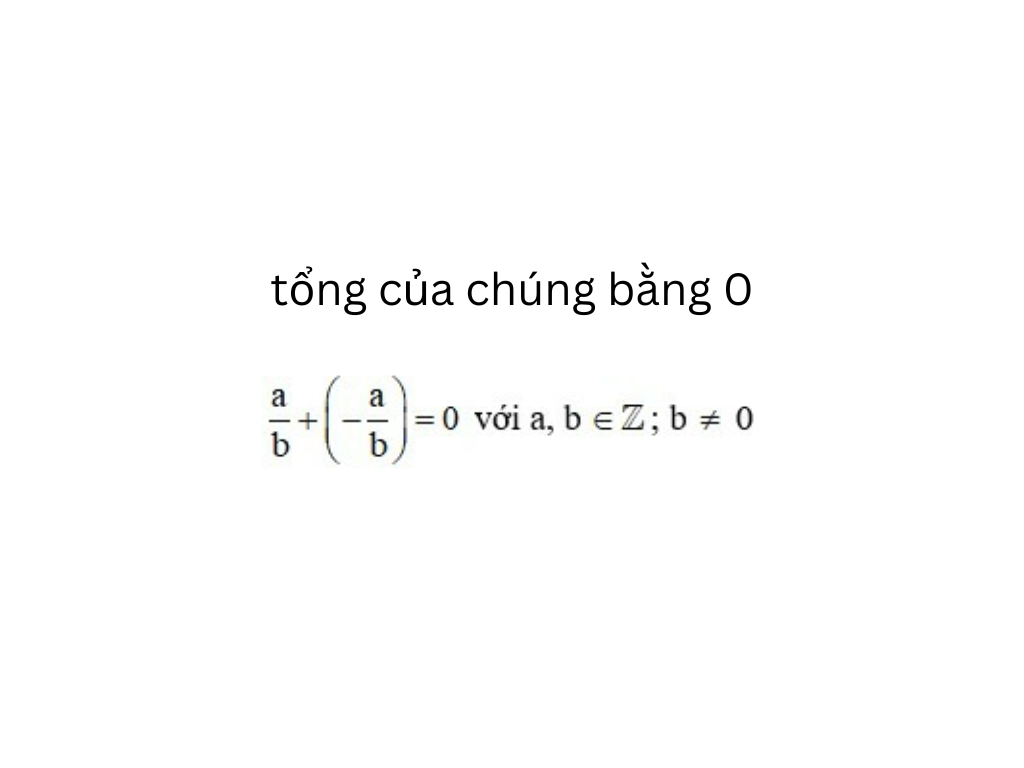 tổng của chúng bằng 0
a/b + (−a/b) = 0 với a, b ∈ ℤ; b ≠ 0